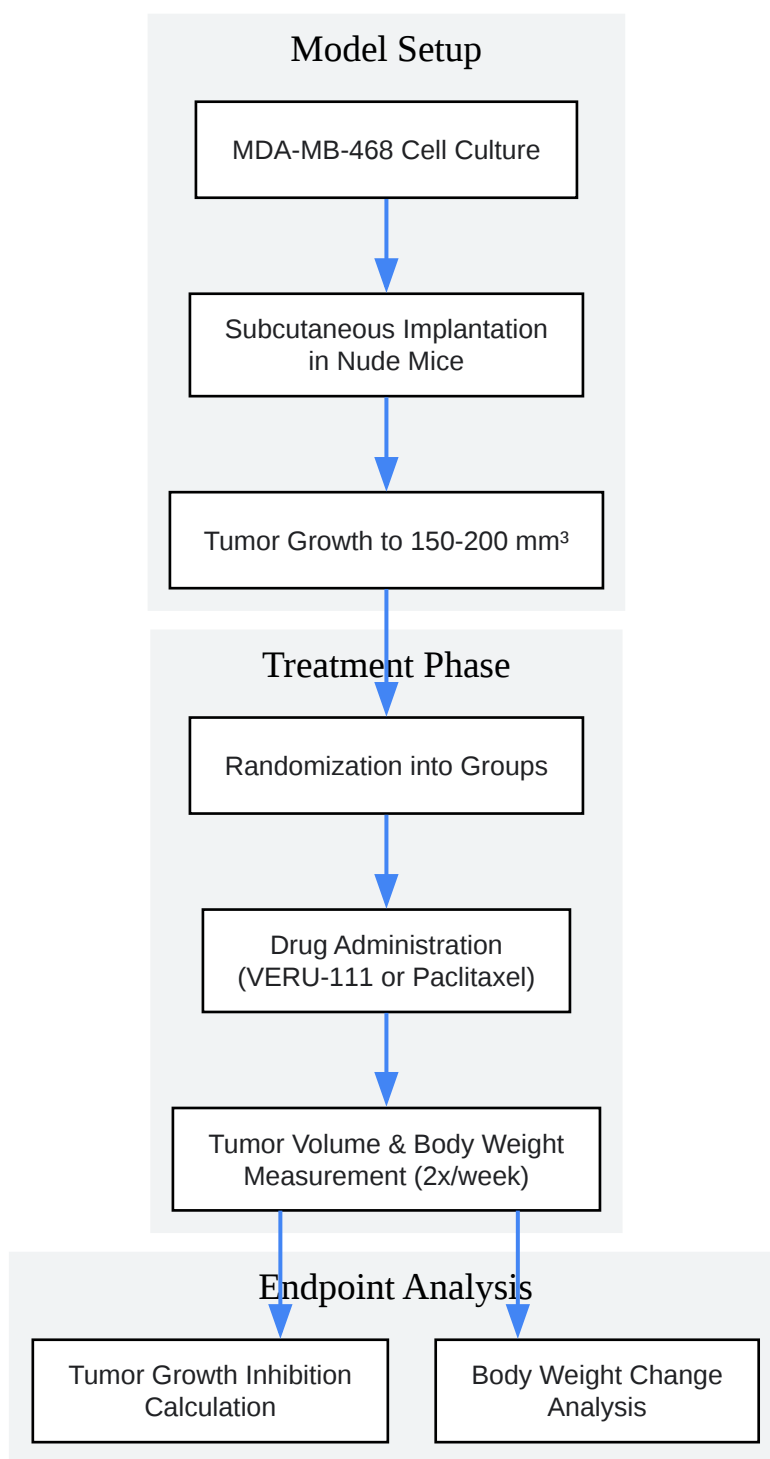 Model Setup
MDA-MB-468 Cell Culture
Subcutaneous Implantation
in Nude Mice
Tumor Growth to 150-200 mm³
Treatment Phase
Randomization into Groups
Drug Administration
(VERU-111 or Paclitaxel)
Tumor Volume & Body Weight
Measurement (2x/week)
Endpoint Analysis
Tumor Growth Inhibition
Calculation
Body Weight Change
Analysis